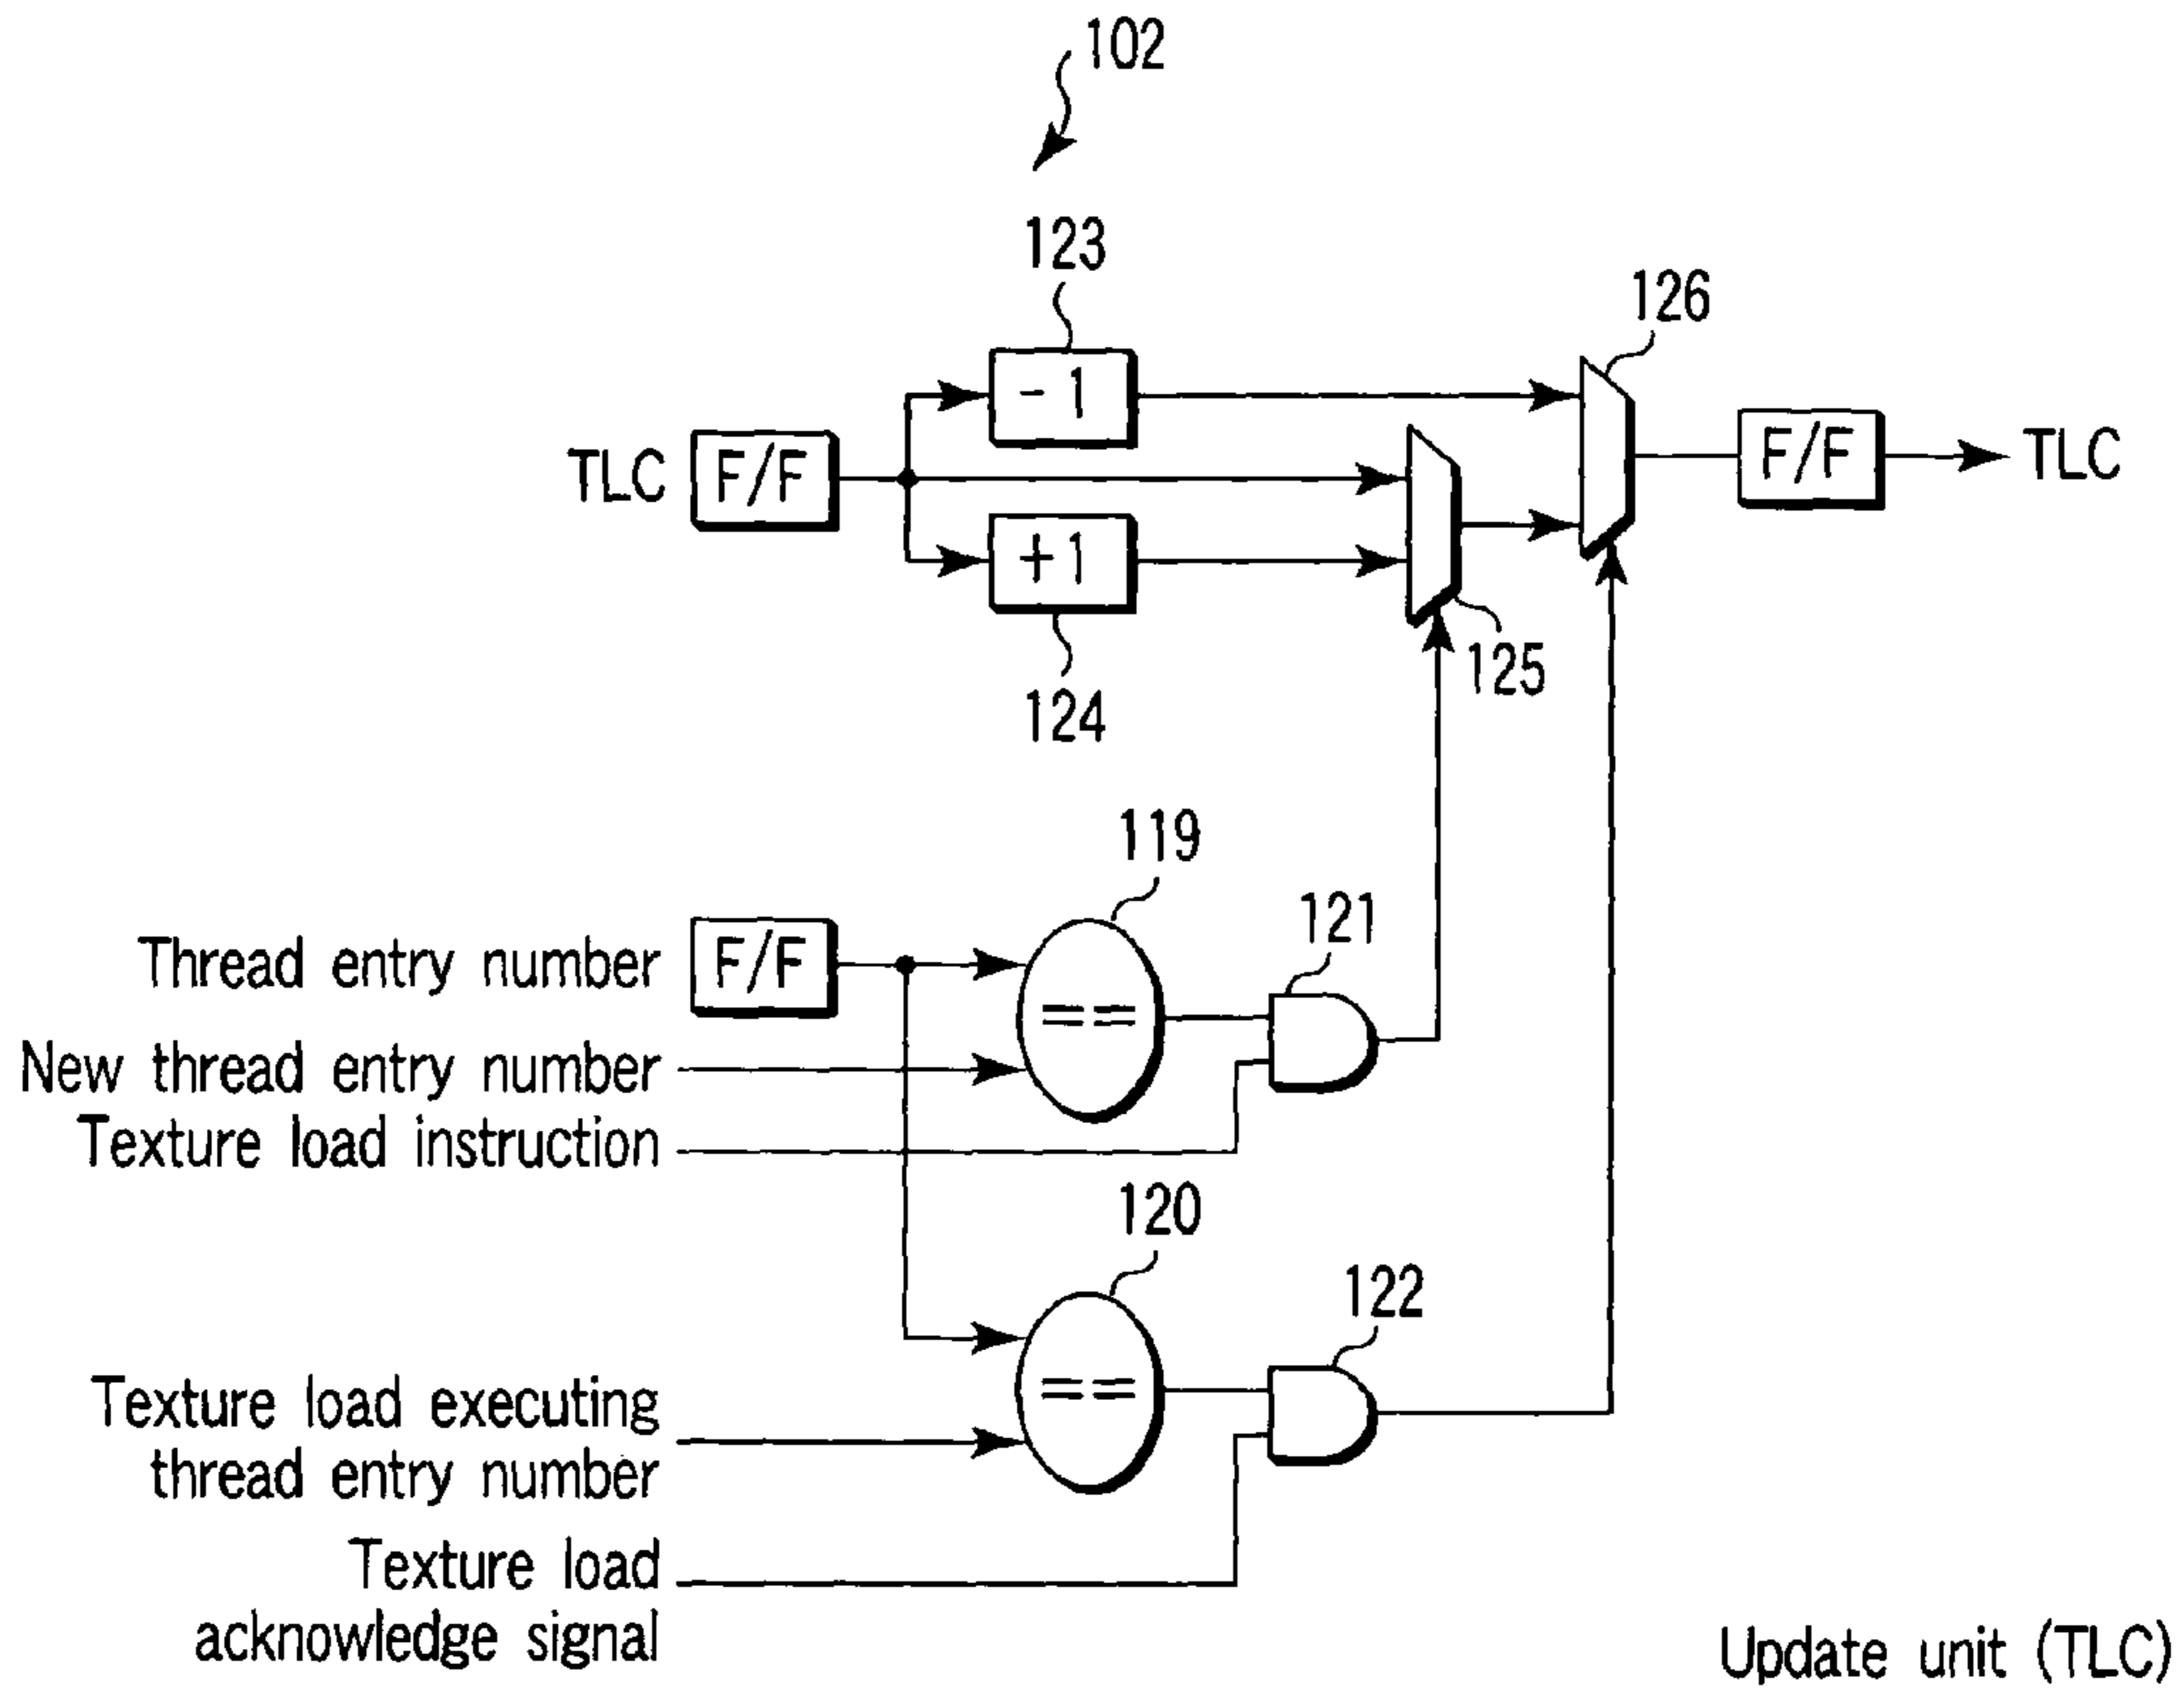 102
123
126
- 1
TLC F/F
F/F TLC
+1
125
124
119
121
Thread entry number F/F
==
New thread entry number
Texture load instruction
120
122
==
Texture load executing
thread entry number
Texture load
acknowledge signal
Update unit (TLC)